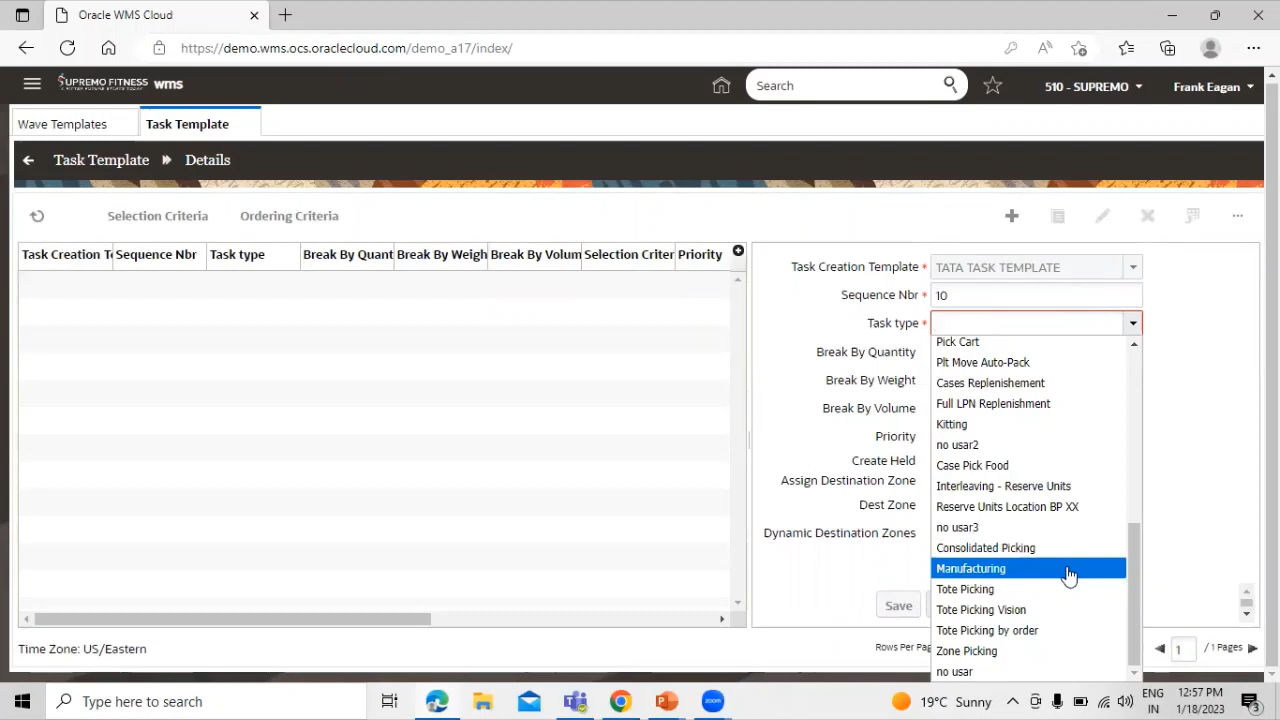 Oracle WMS Cloud
https://demo.wms.ocs.oraclecloud.com/demo_a17/index/
SUPREMO FITNESS wms
Search
510 - SUPREMO
Frank Eagan
Wave Templates
Task Template
Task Template Details
Selection Criteria Ordering Criteria
Task Creation T Sequence Nbr Task type Break By Quant Break By Weigh Break By Volum Selection Criter Priority
Task Creation Template * TATA TASK TEMPLATE
Sequence Nbr * 10
Task type *
Break By Quantity
Break By Weight
Break By Volume
Priority
Create Held
Assign Destination Zone
Dest Zone
Dynamic Destination Zones
Pick Cart
Plt Move Auto-Pack
Cases Replenishement
Full LPN Replenishment
Kitting
no usar2
Case Pick Food
Interleaving - Reserve Units
Reserve Units Location BP XX
no usar3
Consolidated Picking
Manufacturing
Tote Picking
Tote Picking Vision
Tote Picking by order
Zone Picking
no usar
Save
Time Zone: US/Eastern
Rows Per Pag
1 / 1 Pages
Type here to search
19°C Sunny
ENG
IN
12:57 PM
1/18/2023
3